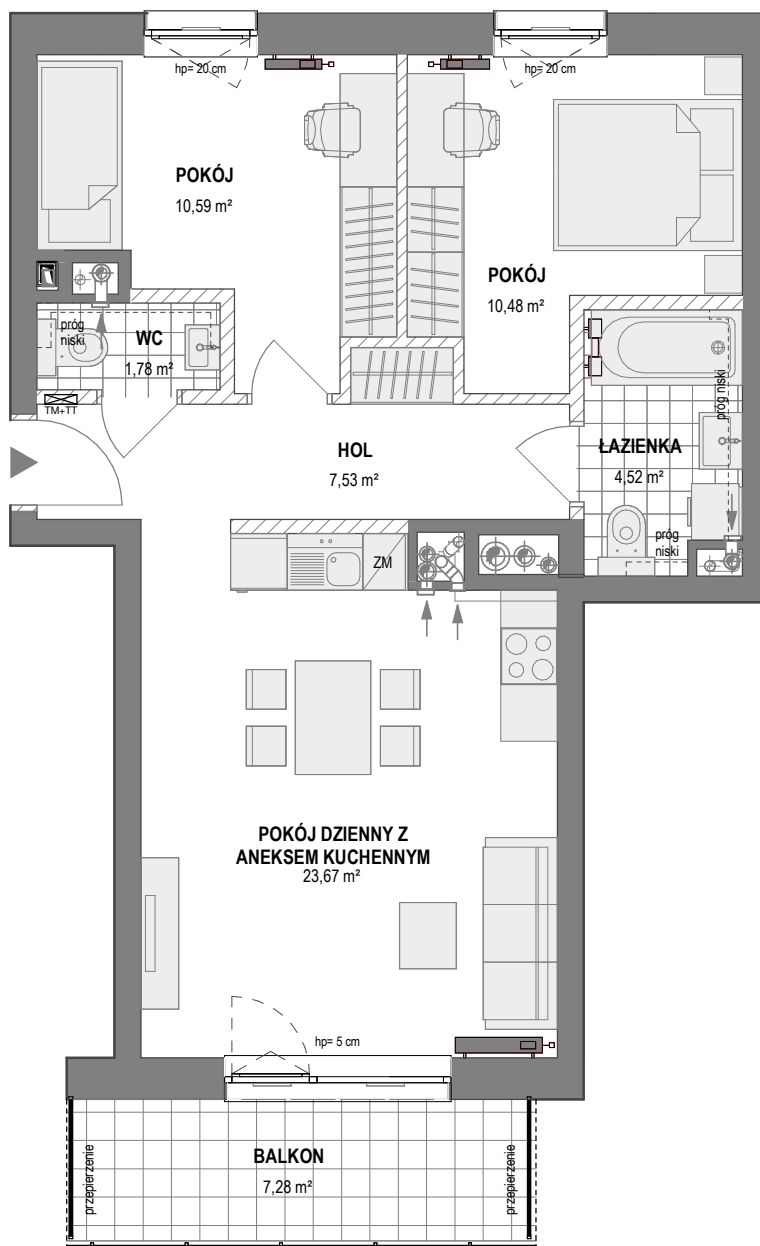 hp= 20 cm
hp= 20 cm
POKÓJ
10,59 m²
POKÓJ
10,48 m²
próg
niski
WC
1,78 m²
TM+TT
próg niski
HOL
7,53 m²
ŁAZIENKA
4,52 m²
próg
niski
ZM
POKÓJ DZIENNY Z
ANEKSEM KUCHENNYM
23,67 m²
hp= 5 cm
przepierzenie
BALKON
7,28 m²
przepierzenie